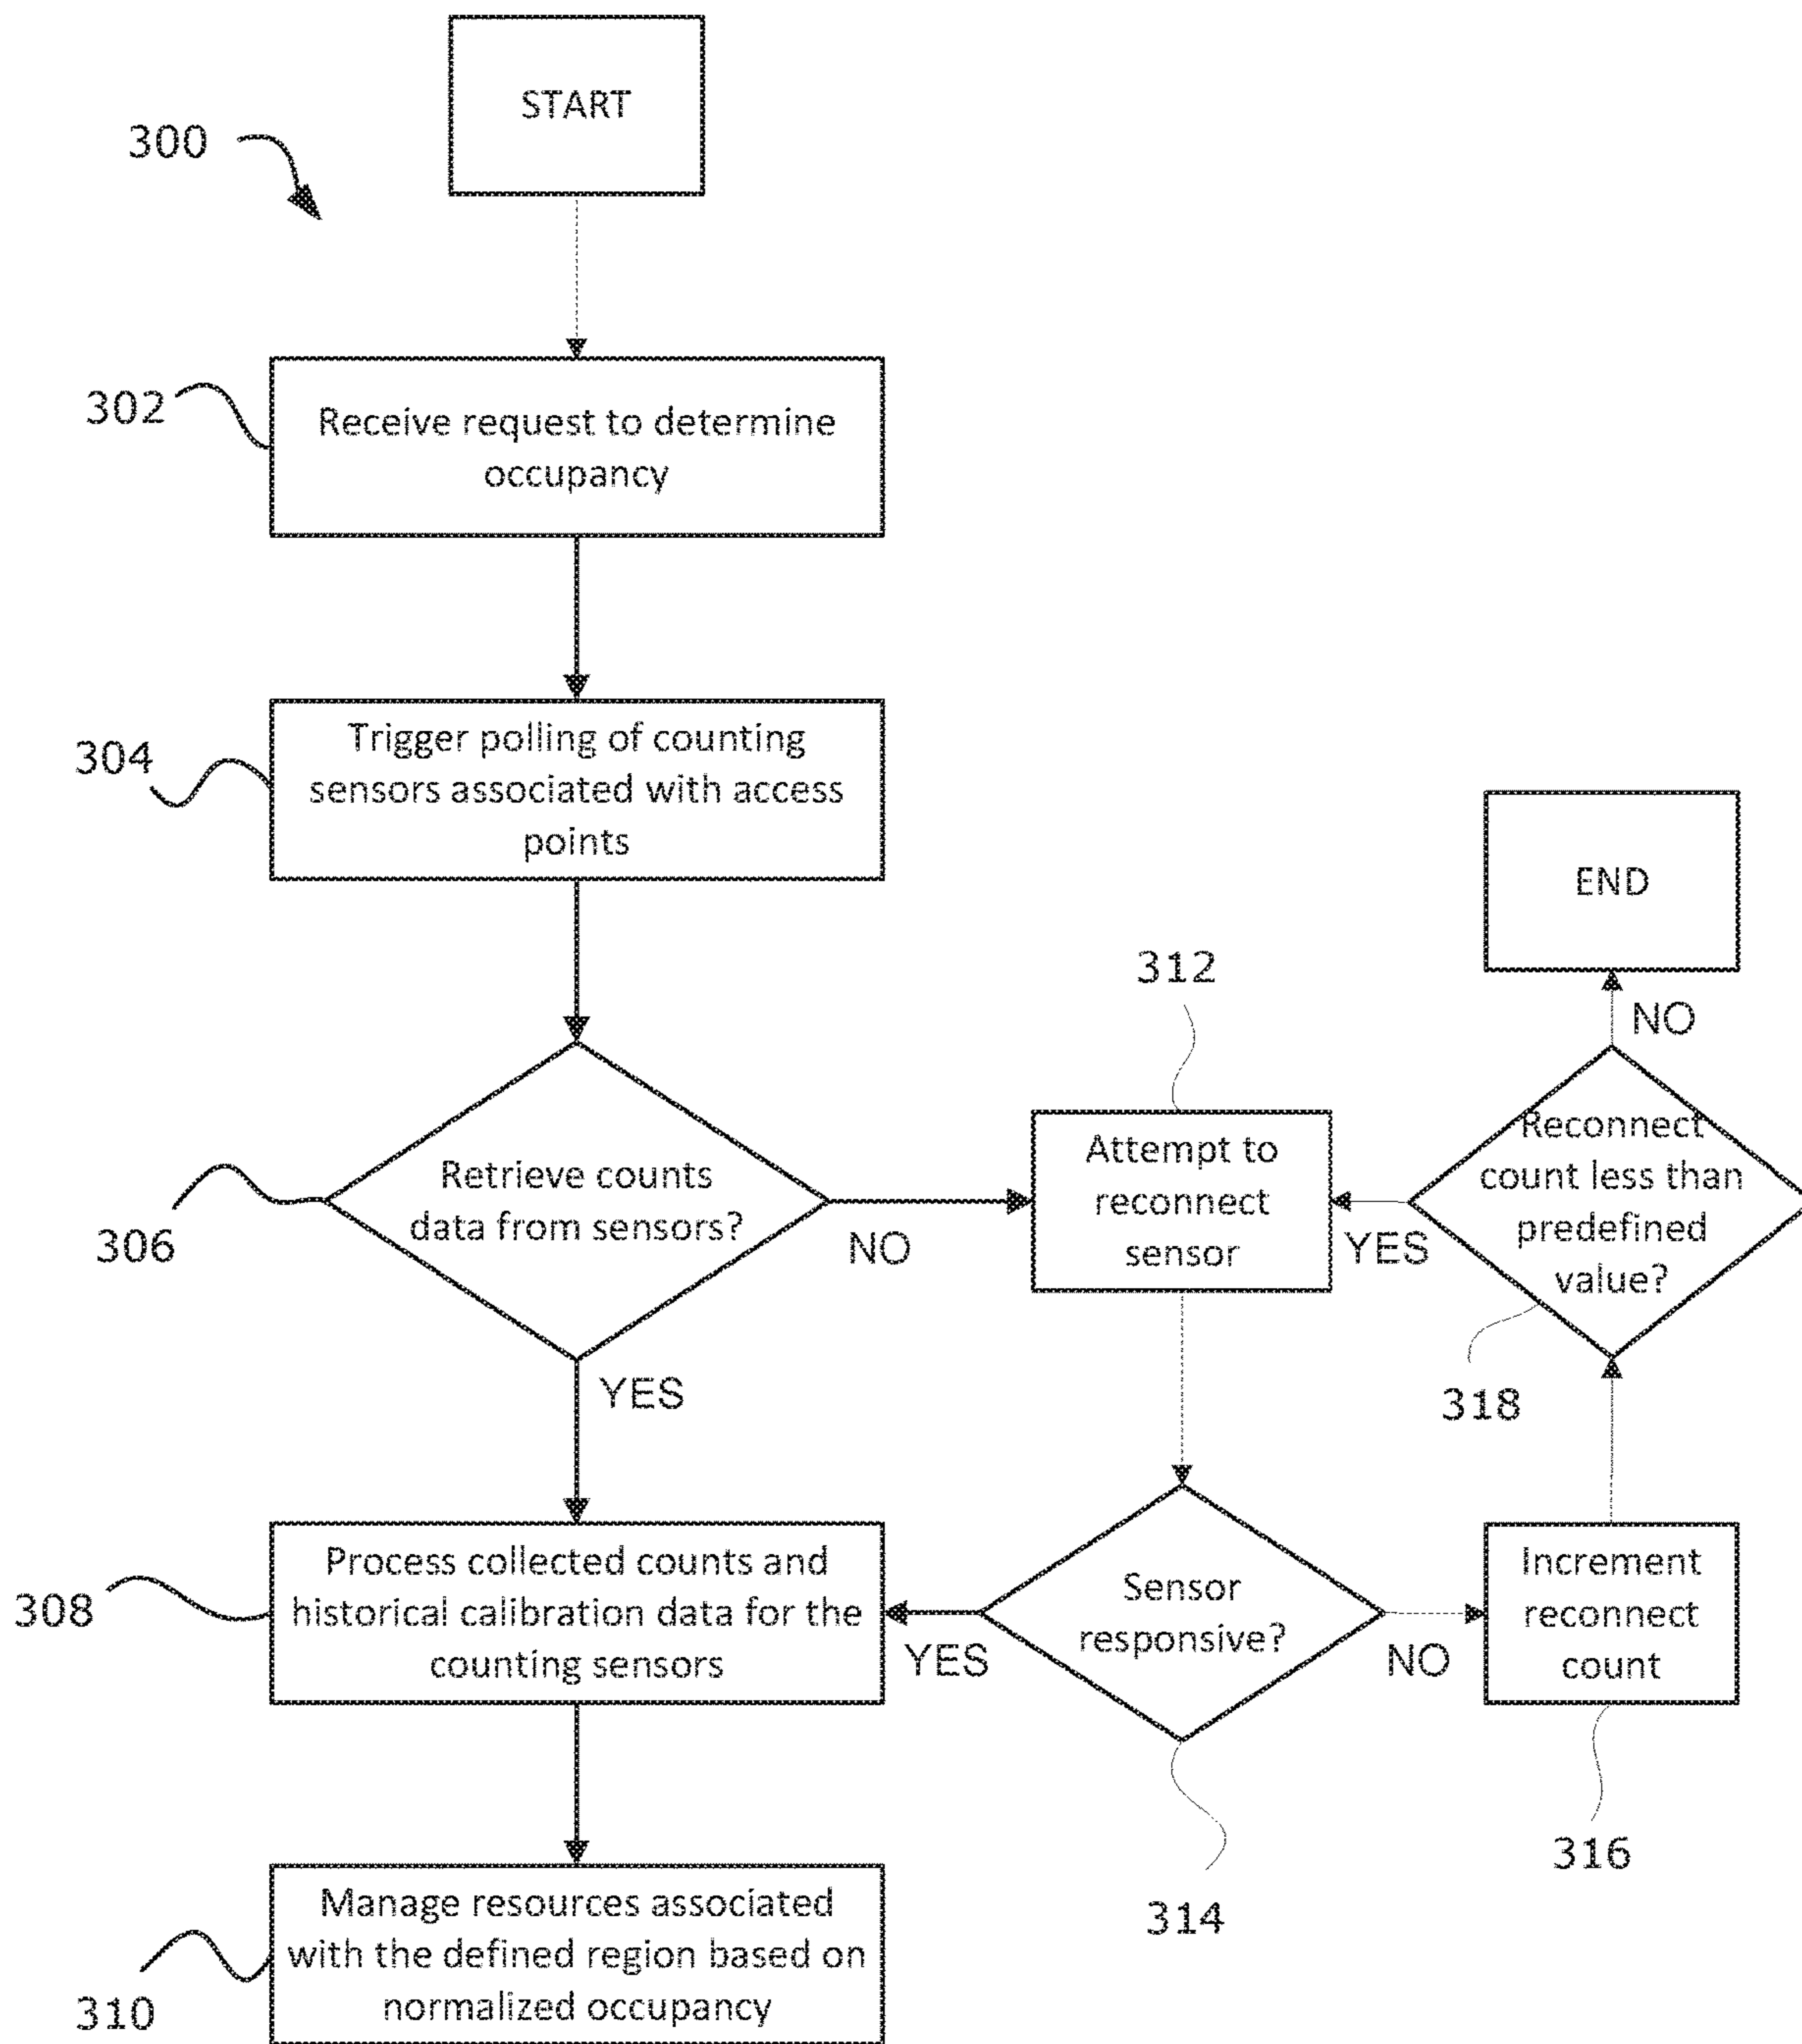 START
300
302
Receive request to determine
occupancy
304
Trigger polling of counting
sensors associated with access
points
END
312
NO
306
Retrieve counts
data from sensors?
NO
Attempt to
reconnect
sensor
YES
Reconnect
count less than
predefined
value?
318
YES
308
Process collected counts and
historical calibration data for the
counting sensors
YES
Sensor
responsive?
NO
Increment
reconnect
count
316
314
310
Manage resources associated
with the defined region based on
normalized occupancy